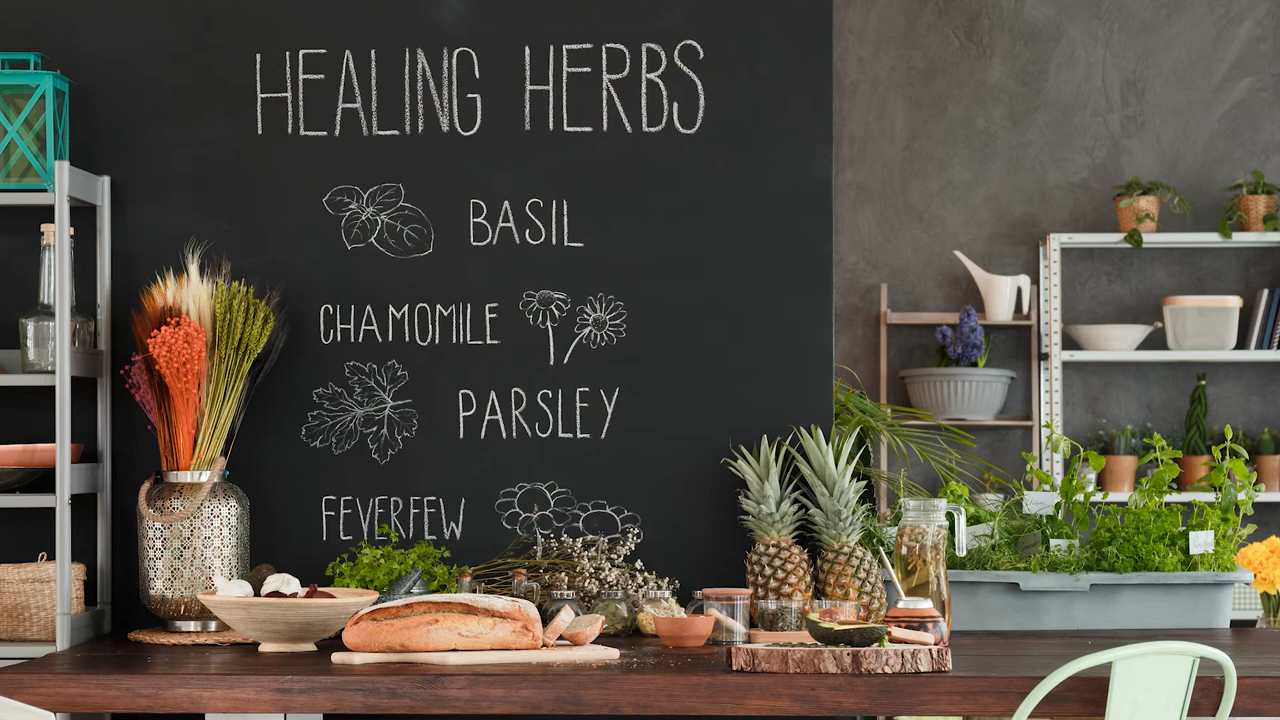 HEALING HERBS
BASIL
CHAMOMILE
PARSLEY
FEVERFEW